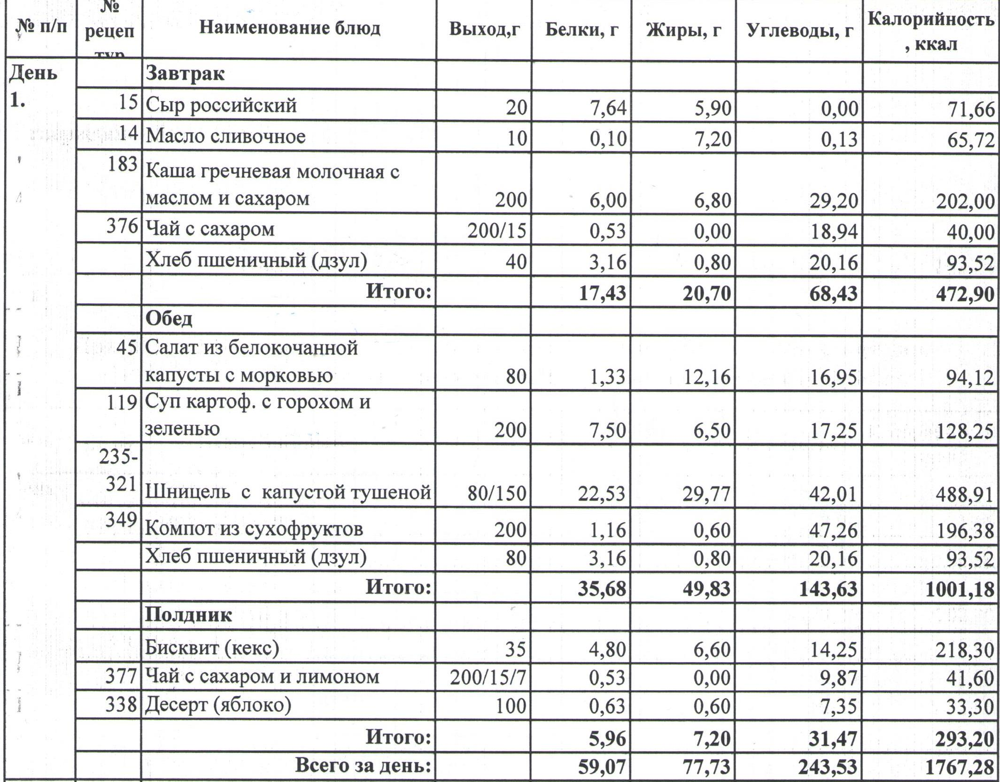 № п/п № рецеп тур Наименование блюд Выход,г Белки, г Жиры, г Углеводы, г Калорийность , ккал
День 1. Завтрак
15 Сыр российский 20 7,64 5,90 0,00 71,66
14 Масло сливочное 10 0,10 7,20 0,13 65,72
183 Каша гречневая молочная с
маслом и сахаром 200 6,00 6,80 29,20 202,00
376 Чай с сахаром 200/15 0,53 0,00 18,94 40,00
Хлеб пшеничный (дзул) 40 3,16 0,80 20,16 93,52
Итого: 17,43 20,70 68,43 472,90
Обед
45 Салат из белокочанной
капусты с морковью 80 1,33 12,16 16,95 94,12
119 Суп картоф. с горохом и
зеленью 200 7,50 6,50 17,25 128,25
235-
321 Шницель с капустой тушеной 80/150 22,53 29,77 42,01 488,91
349 Компот из сухофруктов 200 1,16 0,60 47,26 196,38
Хлеб пшеничный (дзул) 80 3,16 0,80 20,16 93,52
Итого: 35,68 49,83 143,63 1001,18
Полдник
Бисквит (кекс) 35 4,80 6,60 14,25 218,30
377 Чай с сахаром и лимоном 200/15/7 0,53 0,00 9,87 41,60
338 Десерт (яблоко) 100 0,63 0,60 7,35 33,30
Итого: 5,96 7,20 31,47 293,20
Всего за день: 59,07 77,73 243,53 1767,28